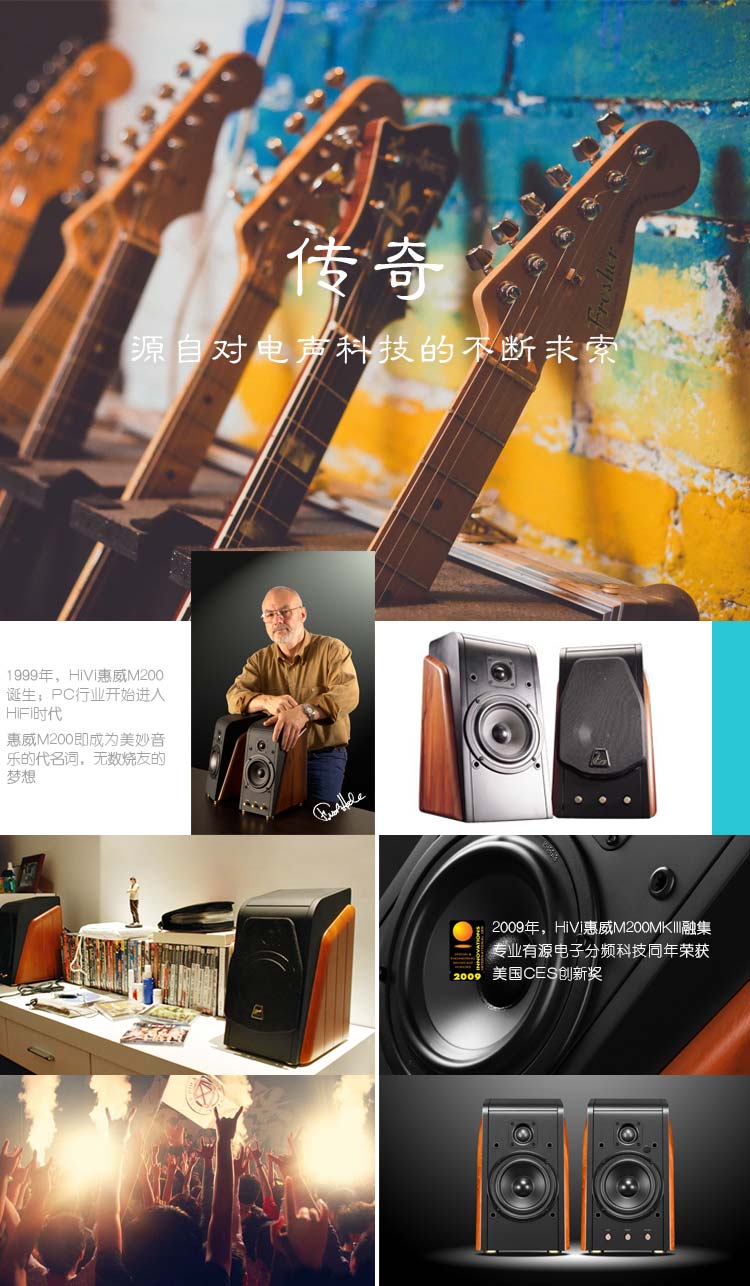 传奇
源自对电声科技的不断求索
Fresher
1999年，HiVi惠威M200
诞生；PC行业开始进入
HiFi时代
惠威M200即成为美妙音
乐的代名词，无数烧友的
梦想
2009年，HiVi惠威M200MKIII融集
专业有源电子分频科技同年荣获
美国CES创新奖
INNOVATIONS
2009